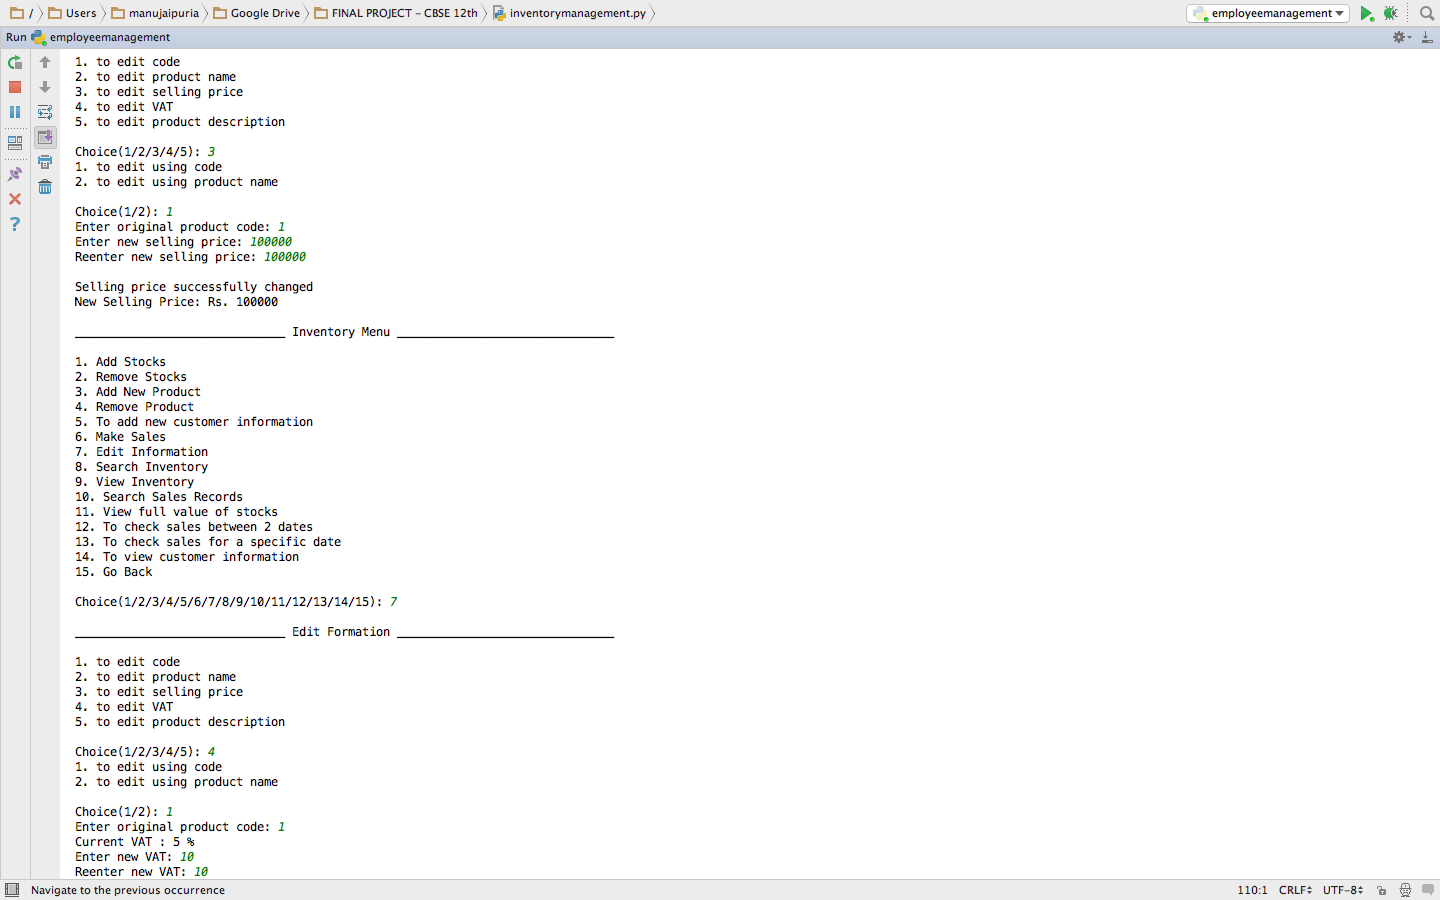 / Users manujaipuria Google Drive FINAL PROJECT – CBSE 12th inventorymanagement.py employeemanagement
Run employeemanagement
1. to edit code
2. to edit product name
3. to edit selling price
4. to edit VAT
5. to edit product description
Choice(1/2/3/4/5): 3
1. to edit using code
2. to edit using product name
Choice(1/2): 1
Enter original product code: 1
Enter new selling price: 100000
Reenter new selling price: 100000
Selling price successfully changed
New Selling Price: Rs. 100000
______________________________ Inventory Menu _______________________________
1. Add Stocks
2. Remove Stocks
3. Add New Product
4. Remove Product
5. To add new customer information
6. Make Sales
7. Edit Information
8. Search Inventory
9. View Inventory
10. Search Sales Records
11. View full value of stocks
12. To check sales between 2 dates
13. To check sales for a specific date
14. To view customer information
15. Go Back
Choice(1/2/3/4/5/6/7/8/9/10/11/12/13/14/15): 7
______________________________ Edit Formation _______________________________
1. to edit code
2. to edit product name
3. to edit selling price
4. to edit VAT
5. to edit product description
Choice(1/2/3/4/5): 4
1. to edit using code
2. to edit using product name
Choice(1/2): 1
Enter original product code: 1
Current VAT : 5 %
Enter new VAT: 10
Reenter new VAT: 10
Navigate to the previous occurrence 110:1 CRLF UTF-8